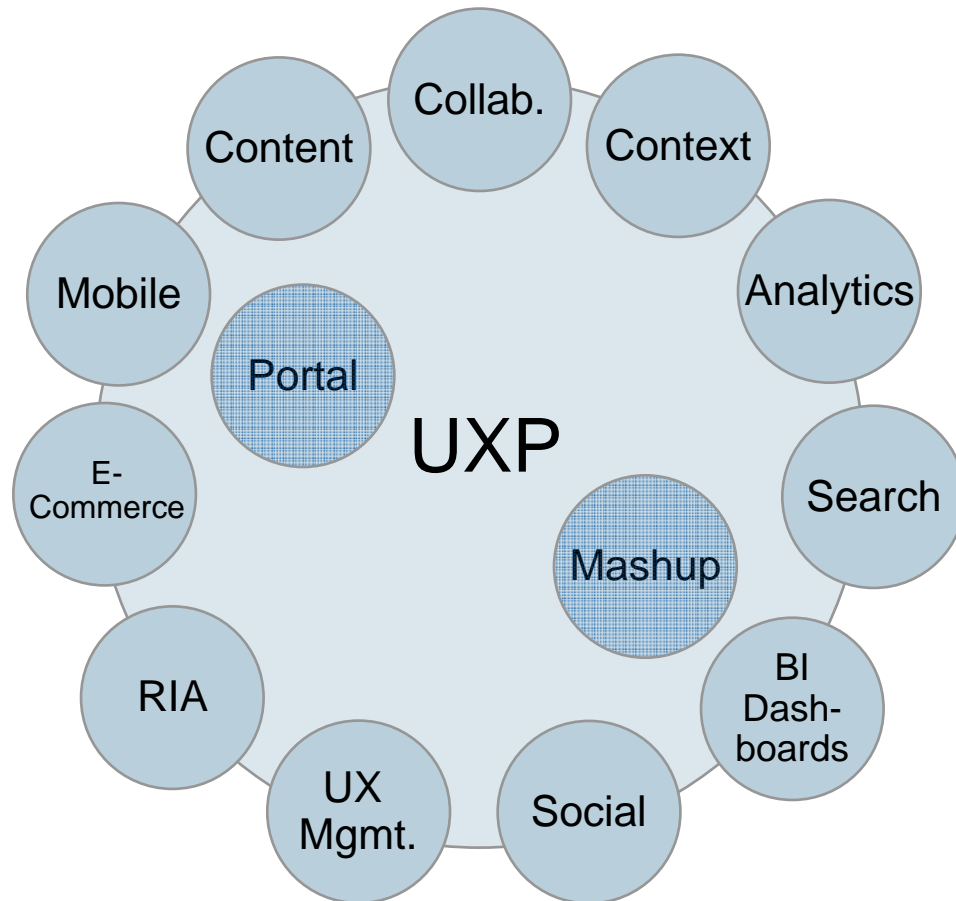 Collab.
Content
Context
Mobile
Analytics
Portal
UXP
E-
Commerce
Search
Mashup
RIA
BI
Dash-
boards
UX
Mgmt.
Social